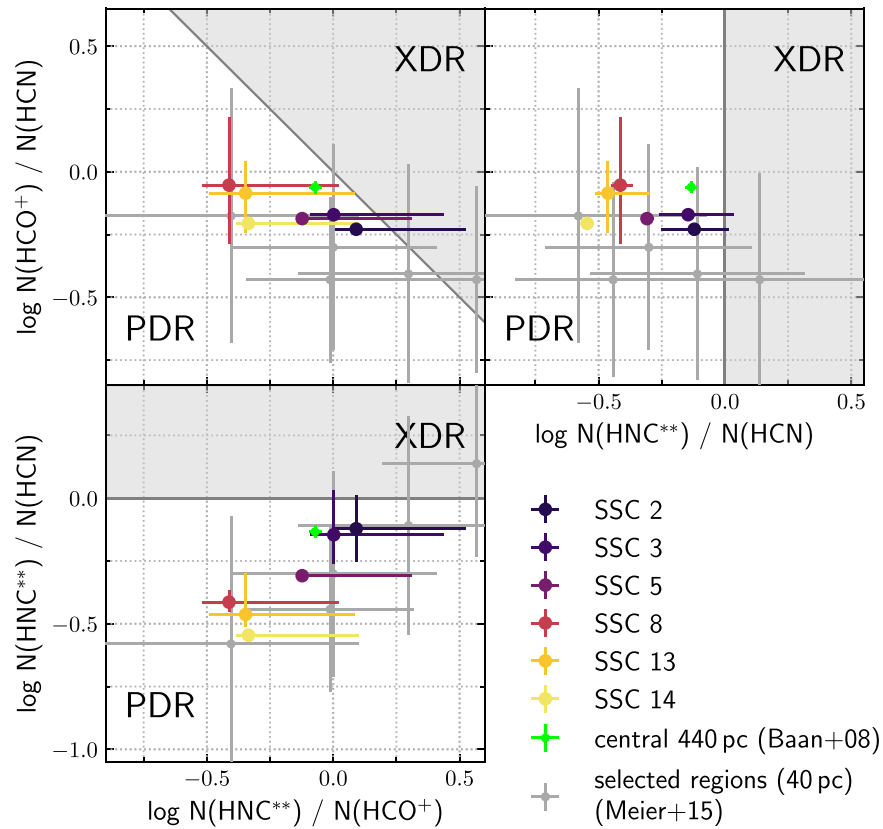 XDR
XDR
0.5
0.0
−0.5
log N(HCO⁺) / N(HCN)
PDR
PDR
−0.5
0.0
0.5
log N(HNC**) / N(HCN)
XDR
0.0
−0.5
−1.0
log N(HNC**) / N(HCN)
PDR
−0.5
0.0
0.5
log N(HNC**) / N(HCO⁺)
SSC 2
SSC 3
SSC 5
SSC 8
SSC 13
SSC 14
central 440 pc (Baan+08)
selected regions (40 pc)
(Meier+15)